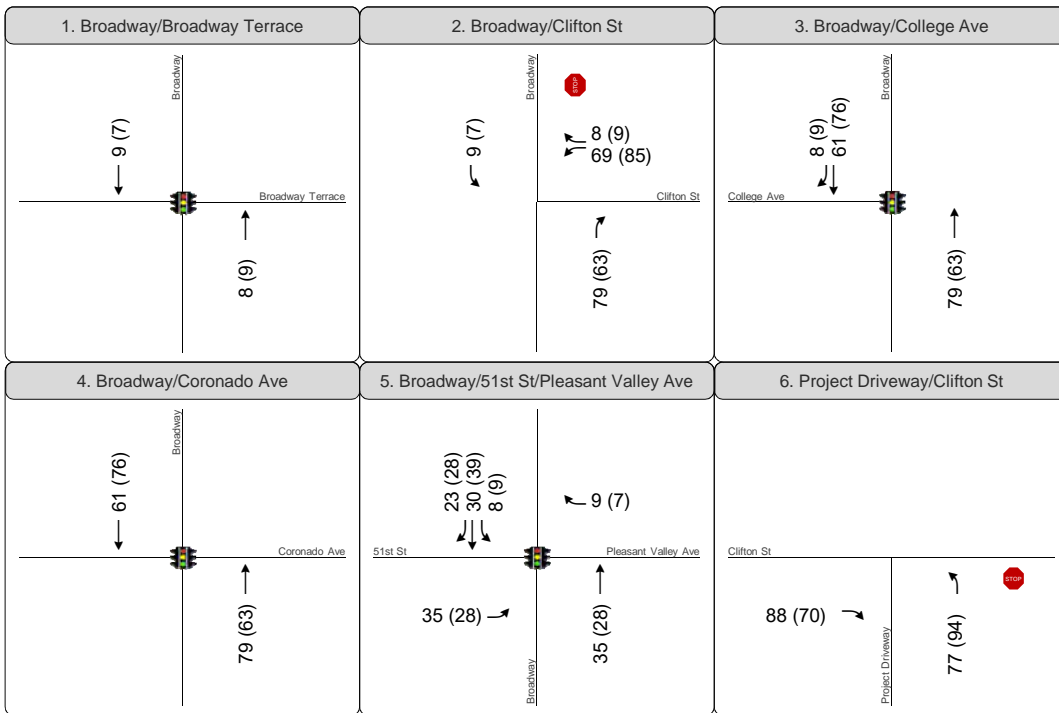 1. Broadway/Broadway Terrace
Broadway
9 (7)
Broadway Terrace
8 (9)
2. Broadway/Clifton St
Broadway
STOP
9 (7)
8 (9)
69 (85)
Clifton St
79 (63)
3. Broadway/College Ave
Broadway
8 (9)
61 (76)
College Ave
79 (63)
4. Broadway/Coronado Ave
Broadway
61 (76)
Coronado Ave
79 (63)
5. Broadway/51st St/Pleasant Valley Ave
23 (28)
30 (39)
8 (9)
9 (7)
51st St
Pleasant Valley Ave
35 (28)
35 (28)
Broadway
6. Project Driveway/Clifton St
Clifton St
STOP
88 (70)
77 (94)
Project Driveway